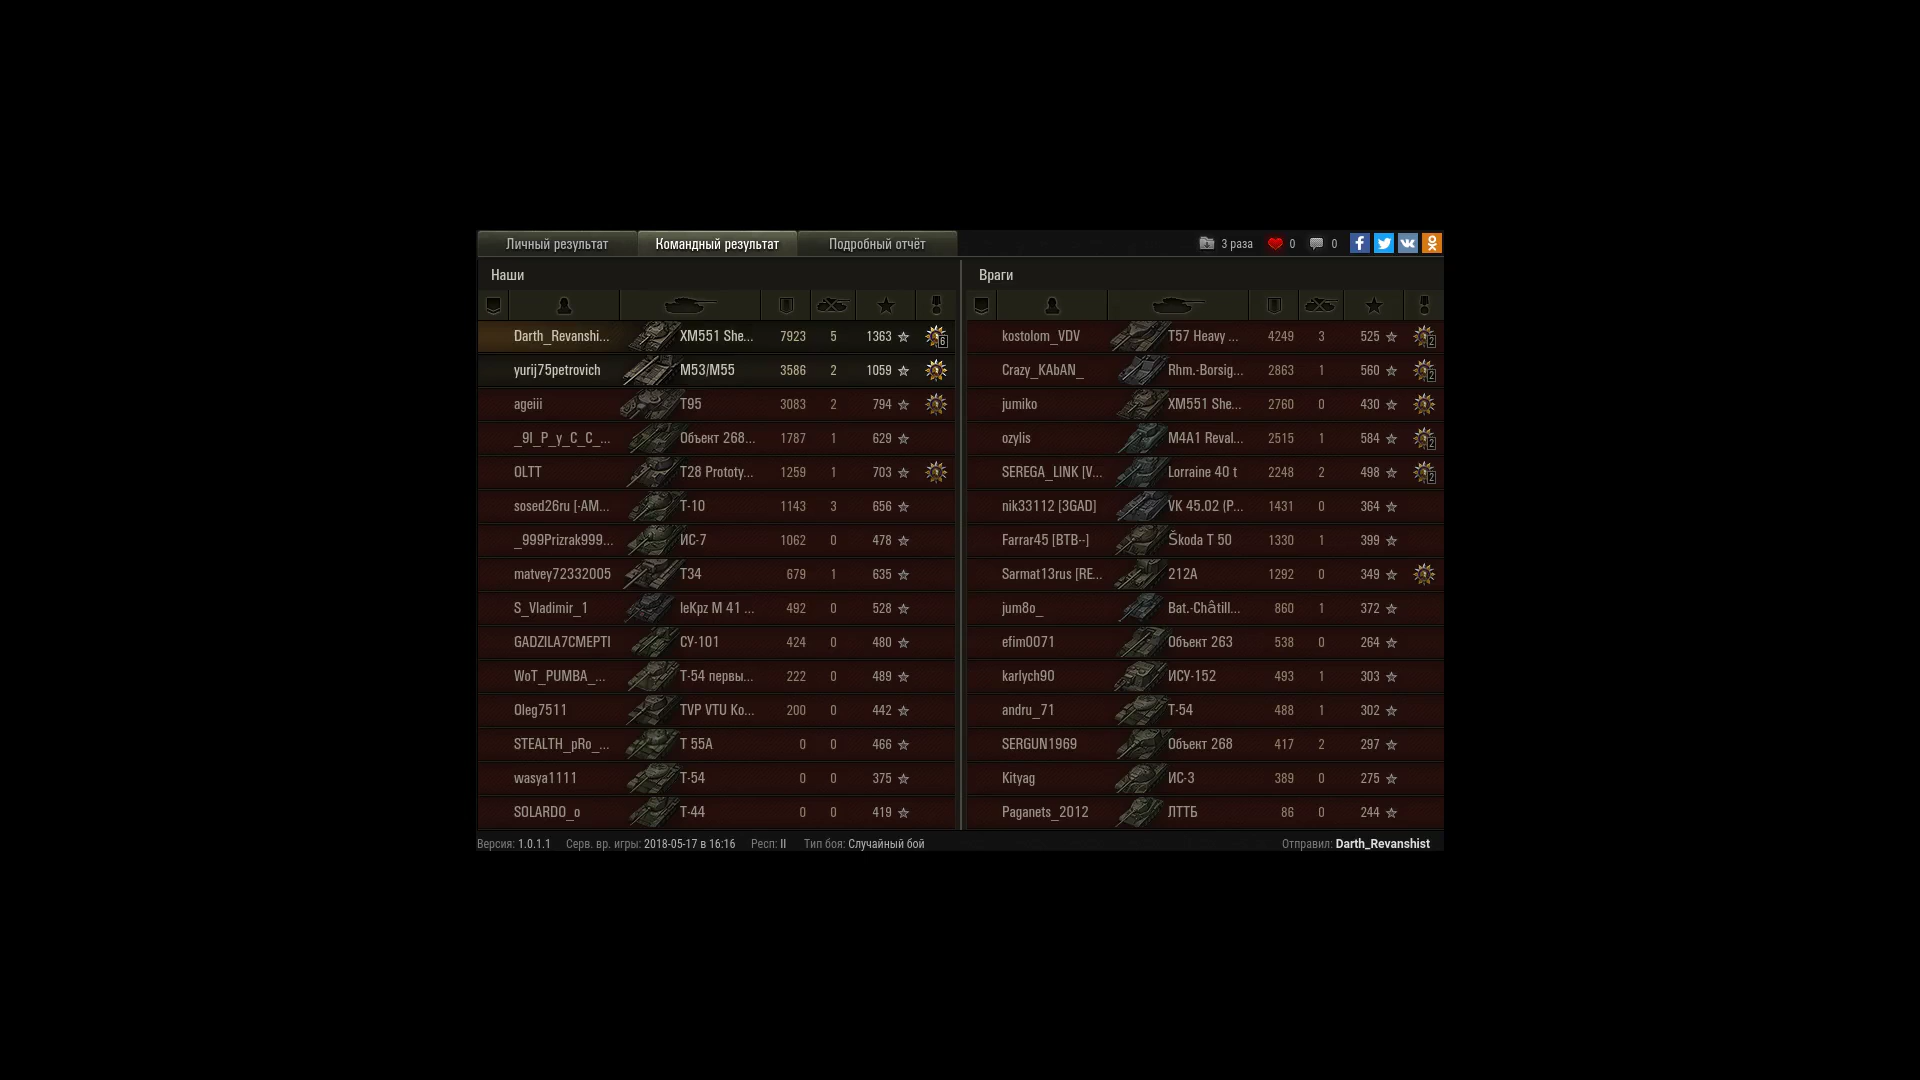 Личный результат Командный результат Подробный отчёт 3 раза 0 0
Наши Враги
Darth_Revanshi... XM551 She... 7923 5 1363 6 kostolom_VDV T57 Heavy ... 4249 3 525 2
yurij75petrovich M53/M55 3586 2 1059 Crazy_KAbAN_ Rhm.-Borsig... 2863 1 560 2
ageiii T95 3083 2 794 jumiko XM551 She... 2760 0 430
_9I_P_y_C_C_... Объект 268... 1787 1 629 ozylis M4A1 Reval... 2515 1 584 2
OLTT T28 Prototy... 1259 1 703 SEREGA_LINK [V... Lorraine 40 t 2248 2 498 2
sosed26ru [-AM... Т-10 1143 3 656 nik33112 [3GAD] VK 45.02 (P... 1431 0 364
_999Prizrak999... ИС-7 1062 0 478 Farrar45 [BTB--] Škoda T 50 1330 1 399
matvey72332005 T34 679 1 635 Sarmat13rus [RE... 212А 1292 0 349
S_Vladimir_1 leKpz M 41 ... 492 0 528 jum8o_ Bat.-Châtill... 860 1 372
GADZILA7CMEPTI СУ-101 424 0 480 efim0071 Объект 263 538 0 264
WoT_PUMBA_... Т-54 первы... 222 0 489 karlych90 ИСУ-152 493 1 303
Oleg7511 TVP VTU Ko... 200 0 442 andru_71 Т-54 488 1 302
STEALTH_pRo_... T 55A 0 0 466 SERGUN1969 Объект 268 417 2 297
wasya1111 Т-54 0 0 375 Kityag ИС-3 389 0 275
SOLARDO_o Т-44 0 0 419 Paganets_2012 ЛТТБ 86 0 244
Версия: 1.0.1.1 Серв. вр. игры: 2018-05-17 в 16:16 Респ: II Тип боя: Случайный бой Отправил: Darth_Revanshist